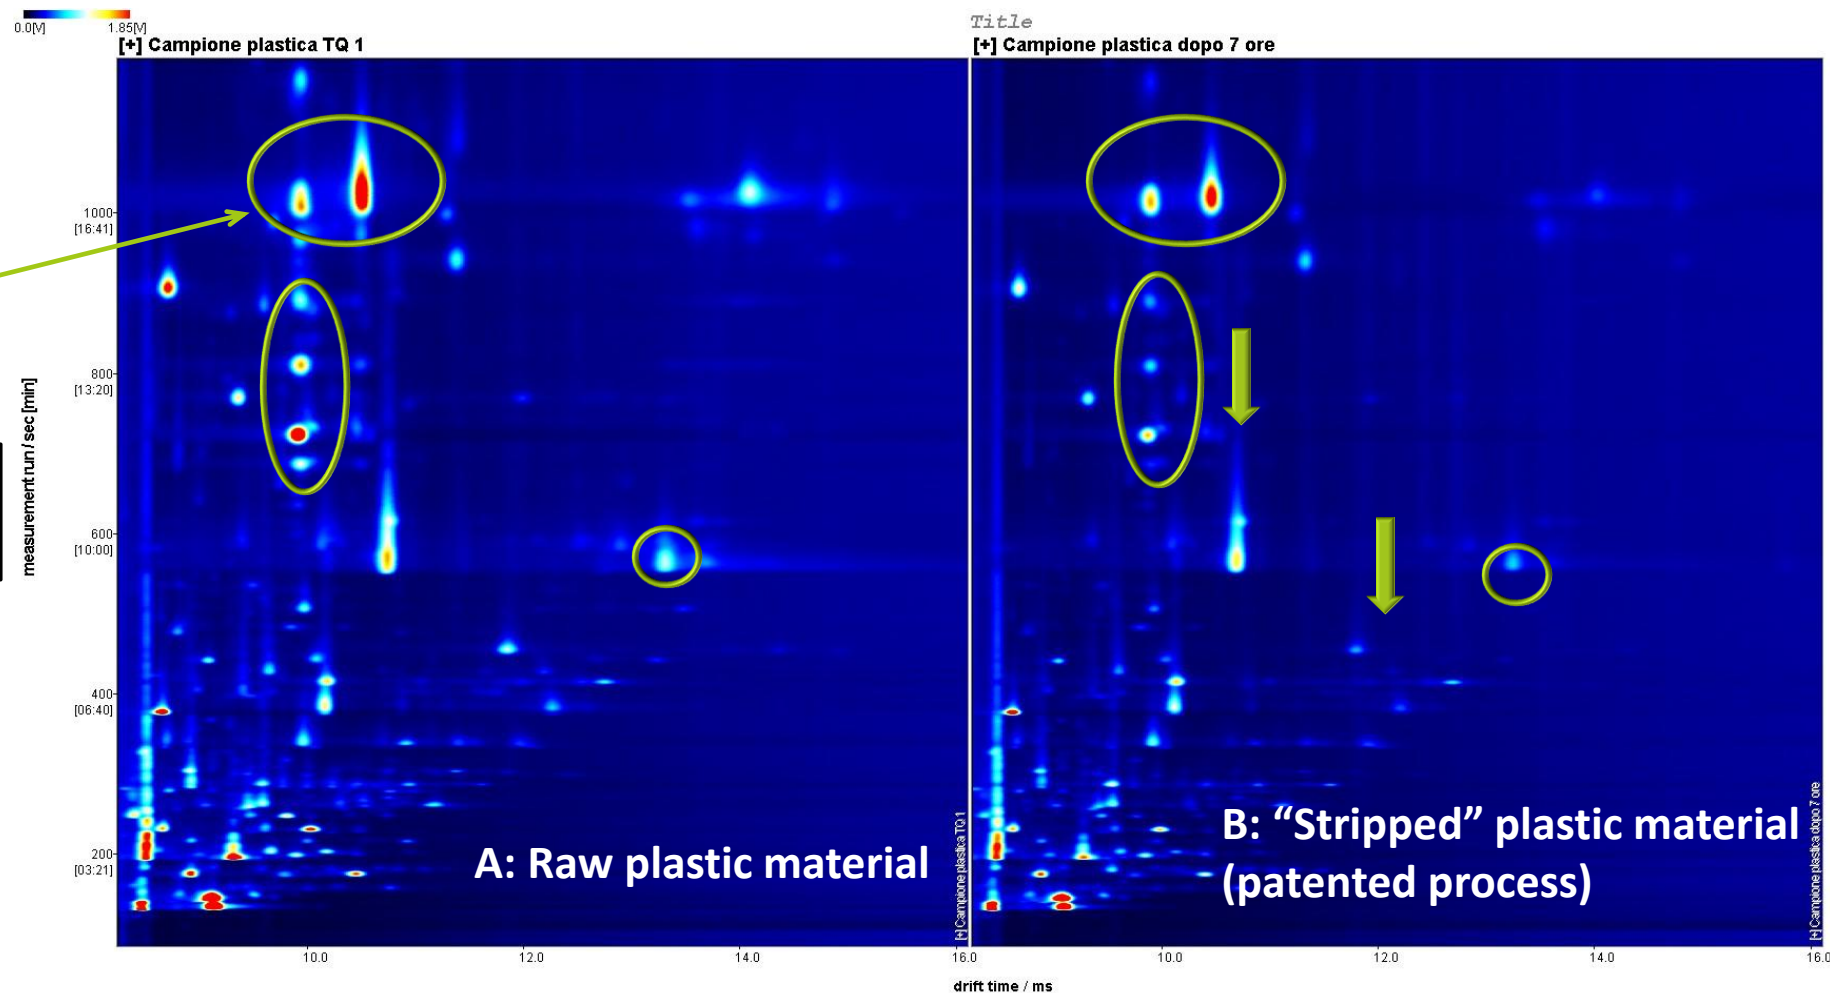 0.0[V] 1.85[V]
Title
[+] Campione plastica TQ 1
[+] Campione plastica dopo 7 ore
measurement run / sec [min]
1000
[16:41]
800
[13:20]
600
[10:00]
400
[06:40]
200
[03:21]
A: Raw plastic material
B: “Stripped” plastic material
(patented process)
[+] Campione plastica TQ 1
[+] Campione plastica dopo 7 ore
10.0 12.0 14.0 16.0
10.0 12.0 14.0 16.0
drift time / ms